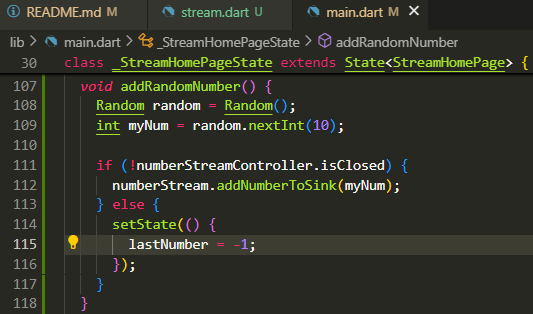 README.md M stream.dart U main.dart M
lib > main.dart > _StreamHomePageState > addRandomNumber
30 class _StreamHomePageState extends State<StreamHomePage> {
107 void addRandomNumber() {
108 Random random = Random();
109 int myNum = random.nextInt(10);
110
111 if (!numberStreamController.isClosed) {
112 numberStream.addNumberToSink(myNum);
113 } else {
114 setState(() {
115 lastNumber = -1;
116 });
117 }
118 }